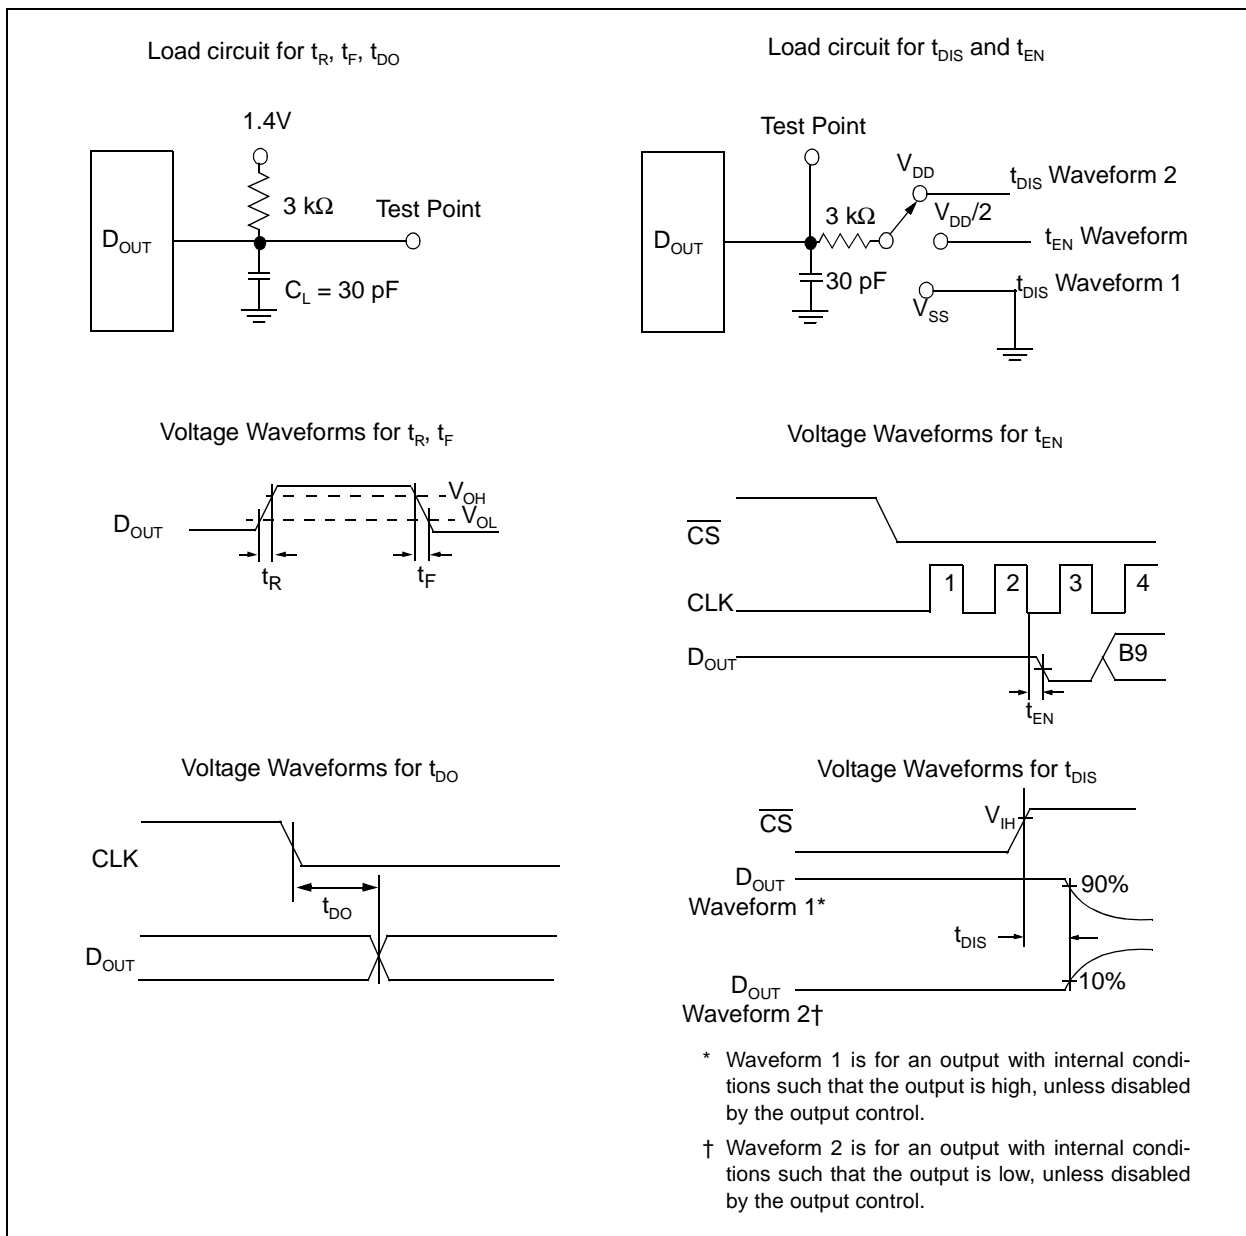 Load circuit for tR, tF, tDO
1.4V
3 kΩ
Test Point
DOUT
CL = 30 pF
Load circuit for tDIS and tEN
Test Point
VDD
tDIS Waveform 2
3 kΩ
VDD/2
DOUT
tEN Waveform
30 pF
tDIS Waveform 1
VSS
Voltage Waveforms for tR, tF
VOH
VOL
DOUT
tR
tF
Voltage Waveforms for tEN
CS
1
2
3
4
CLK
DOUT
B9
tEN
Voltage Waveforms for tDO
CLK
tDO
DOUT
Voltage Waveforms for tDIS
VIH
CS
DOUT
90%
Waveform 1*
tDIS
DOUT
10%
Waveform 2†
* Waveform 1 is for an output with internal condi-
tions such that the output is high, unless disabled
by the output control.
† Waveform 2 is for an output with internal condi-
tions such that the output is low, unless disabled
by the output control.